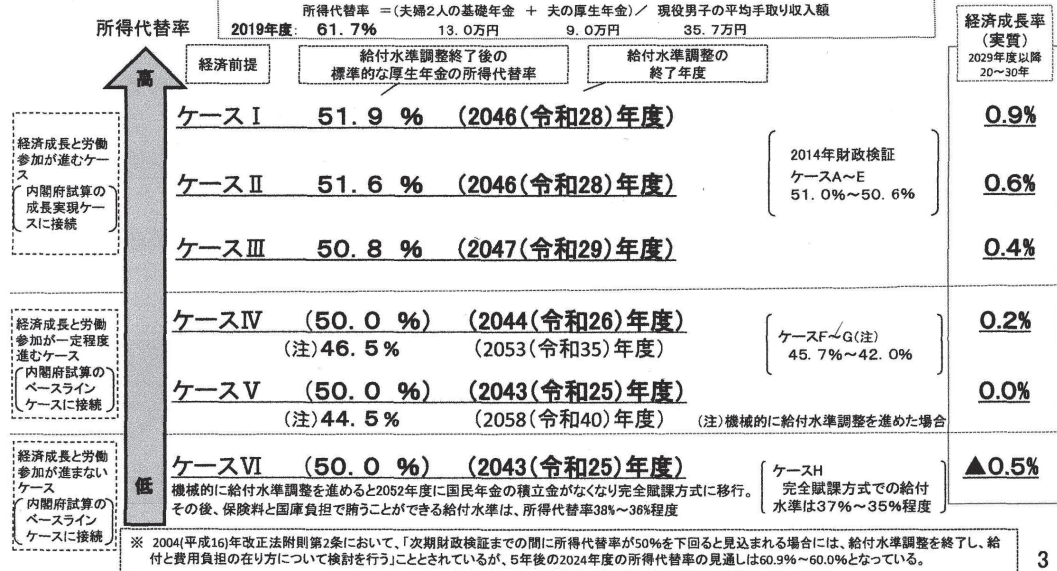 所得代替率 ＝(夫婦2人の基礎年金 ＋ 夫の厚生年金)／ 現役男子の平均手取り収入額
2019年度: 61.7% 13.0万円 9.0万円 35.7万円
所得代替率
高
経済前提
給付水準調整終了後の
標準的な厚生年金の所得代替率
給付水準調整の
終了年度
経済成長率
(実質)
2029年度以降
20～30年
経済成長と労働
参加が進むケー
ス
内閣府試算の
成長実現ケー
スに接続
ケースⅠ 51.9 % (2046(令和28)年度) 0.9%
ケースⅡ 51.6 % (2046(令和28)年度) 0.6%
ケースⅢ 50.8 % (2047(令和29)年度) 0.4%
2014年財政検証
ケースA～E
51.0%～50.6%
経済成長と労働
参加が一定程度
進むケース
内閣府試算の
ベースライン
ケースに接続
ケースⅣ (50.0 %) (2044(令和26)年度) 0.2%
(注)46.5% (2053(令和35)年度)
ケースⅤ (50.0 %) (2043(令和25)年度) 0.0%
(注)44.5% (2058(令和40)年度) (注)機械的に給付水準調整を進めた場合
ケースF～G(注)
45.7%～42.0%
経済成長と労働
参加が進まない
ケース
内閣府試算の
ベースライン
ケースに接続
低
ケースⅥ (50.0 %) (2043(令和25)年度) ▲0.5%
機械的に給付水準調整を進めると2052年度に国民年金の積立金がなくなり完全賦課方式に移行。
その後、保険料と国庫負担で賄うことができる給付水準は、所得代替率38%～36%程度
ケースH
完全賦課方式での給付
水準は37%～35%程度
※ 2004(平成16)年改正法附則第2条において、「次期財政検証までの間に所得代替率が50%を下回ると見込まれる場合には、給付水準調整を終了し、給
付と費用負担の在り方について検討を行う」こととされているが、5年後の2024年度の所得代替率の見通しは60.9%～60.0%となっている。
3